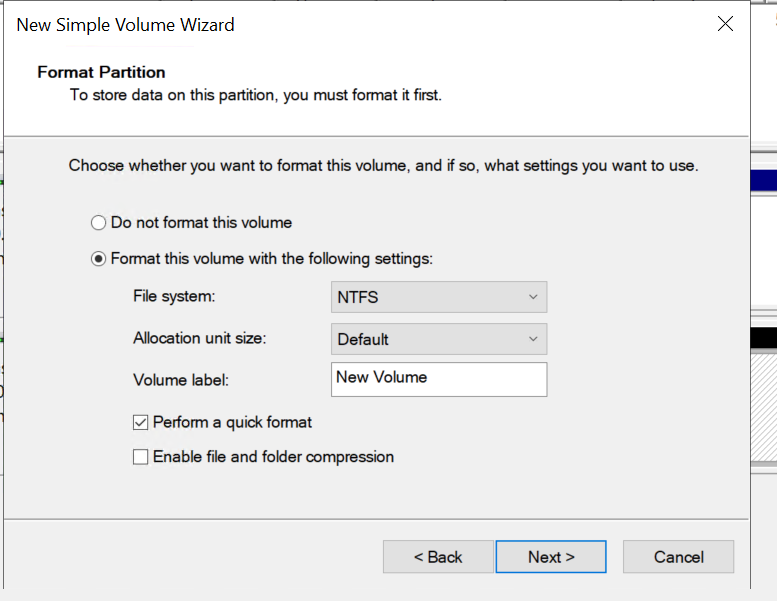 New Simple Volume Wizard
Format Partition
To store data on this partition, you must format it first.
Choose whether you want to format this volume, and if so, what settings you want to use.
Do not format this volume
Format this volume with the following settings:
File system: NTFS
Allocation unit size: Default
Volume label: New Volume
Perform a quick format
Enable file and folder compression
< Back Next > Cancel